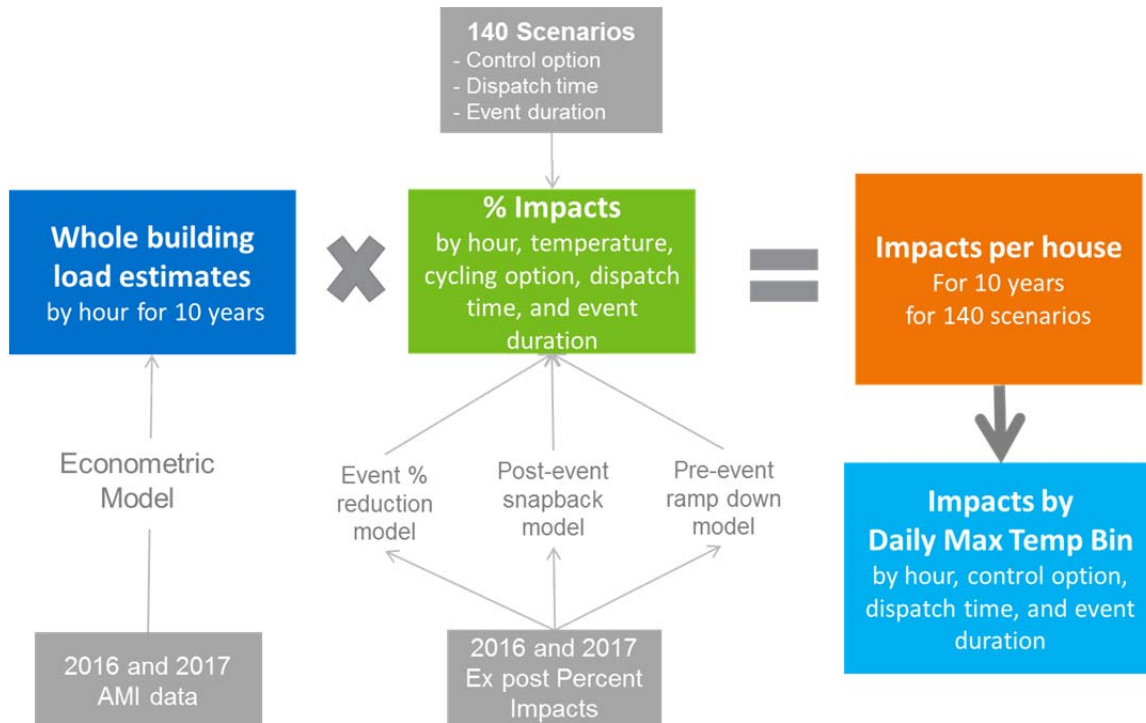 140 Scenarios
- Control option
- Dispatch time
- Event duration
Whole building
load estimates
by hour for 10 years
% Impacts
by hour, temperature,
cycling option, dispatch
time, and event
duration
Impacts per house
For 10 years
for 140 scenarios
Econometric
Model
Event %
reduction
model
Post-event
snapback
model
Pre-event
ramp down
model
Impacts by
Daily Max Temp Bin
by hour, control option,
dispatch time, and event
duration
2016 and 2017
AMI data
2016 and 2017
Ex post Percent
Impacts